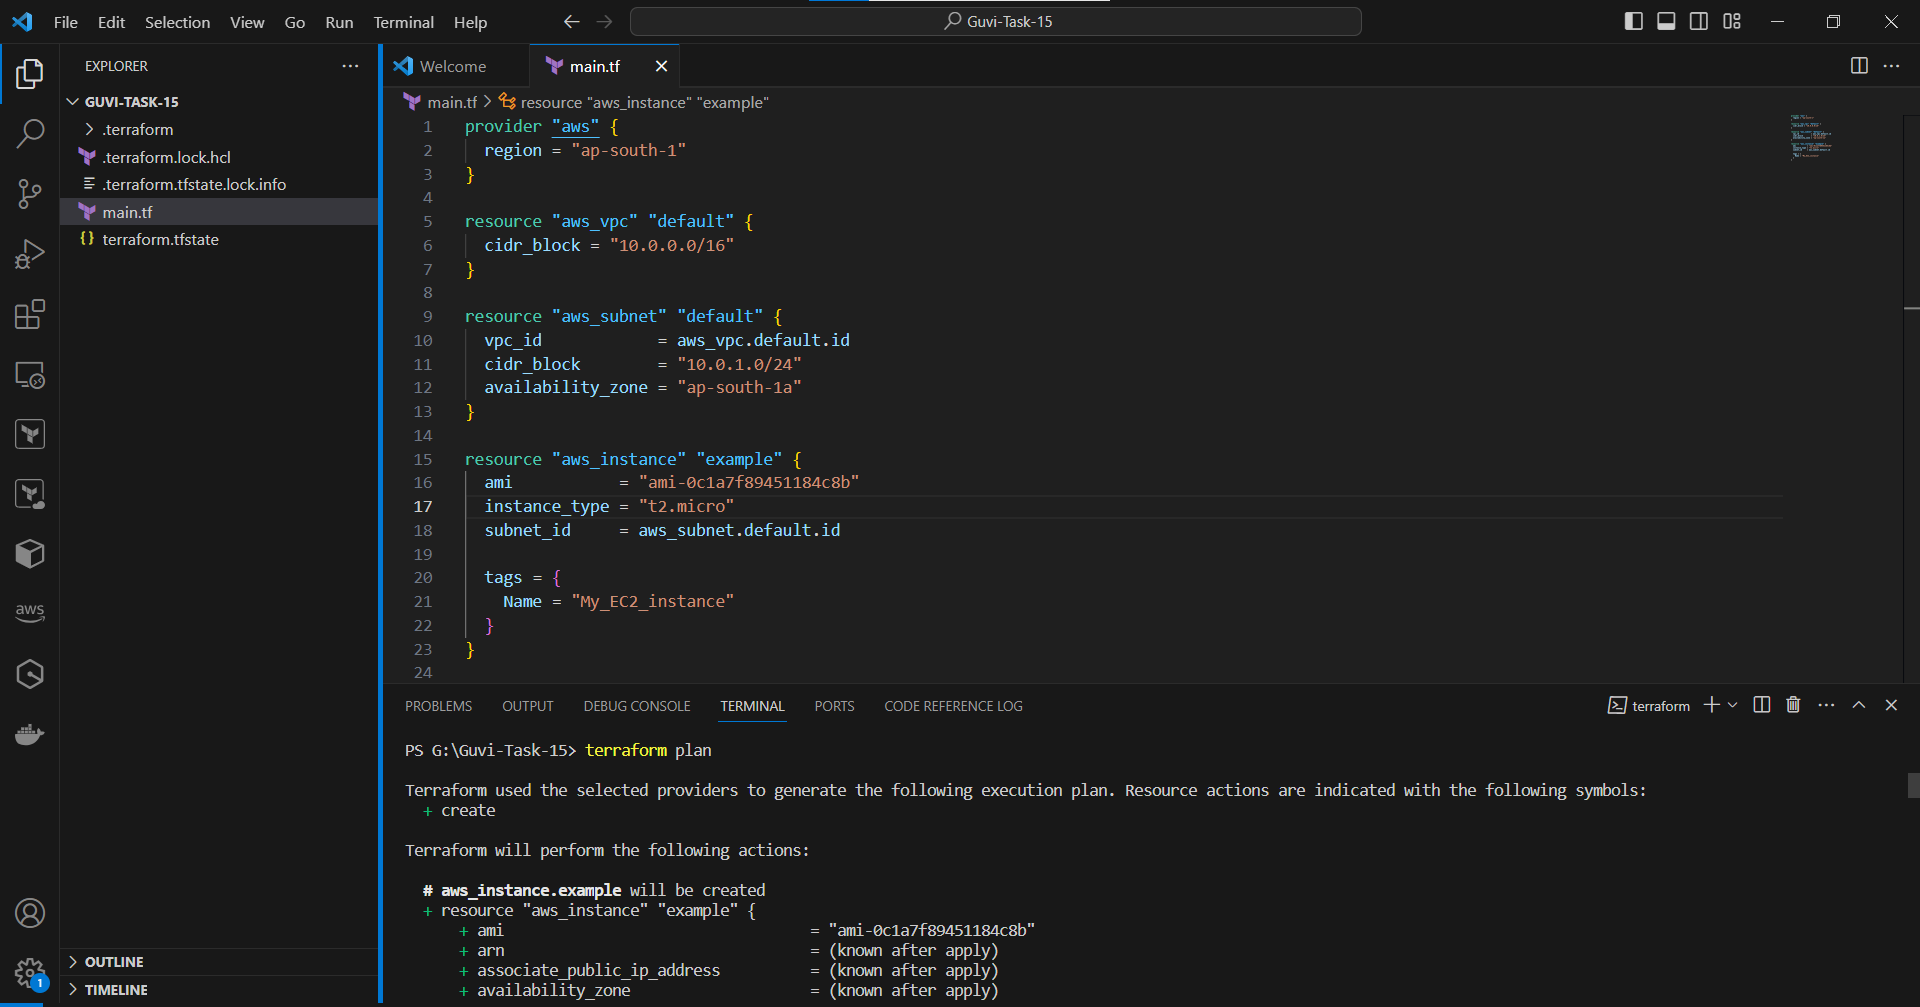 File Edit Selection View Go Run Terminal Help
Guvi-Task-15
EXPLORER
GUVI-TASK-15
.terraform
.terraform.lock.hcl
.terraform.tfstate.lock.info
main.tf
terraform.tfstate
aws
1
OUTLINE
TIMELINE
Welcome main.tf
main.tf > resource "aws_instance" "example"
1 provider "aws" {
2   region = "ap-south-1"
3 }
4
5 resource "aws_vpc" "default" {
6   cidr_block = "10.0.0.0/16"
7 }
8
9 resource "aws_subnet" "default" {
10   vpc_id            = aws_vpc.default.id
11   cidr_block        = "10.0.1.0/24"
12   availability_zone = "ap-south-1a"
13 }
14
15 resource "aws_instance" "example" {
16   ami           = "ami-0c1a7f89451184c8b"
17   instance_type = "t2.micro"
18   subnet_id     = aws_subnet.default.id
19
20   tags = {
21     Name = "My_EC2_instance"
22   }
23 }
24
PROBLEMS OUTPUT DEBUG CONSOLE TERMINAL PORTS CODE REFERENCE LOG
terraform
PS G:\Guvi-Task-15> terraform plan
Terraform used the selected providers to generate the following execution plan. Resource actions are indicated with the following symbols:
  + create
Terraform will perform the following actions:
  # aws_instance.example will be created
  + resource "aws_instance" "example" {
      + ami                                  = "ami-0c1a7f89451184c8b"
      + arn                                  = (known after apply)
      + associate_public_ip_address          = (known after apply)
      + availability_zone                    = (known after apply)